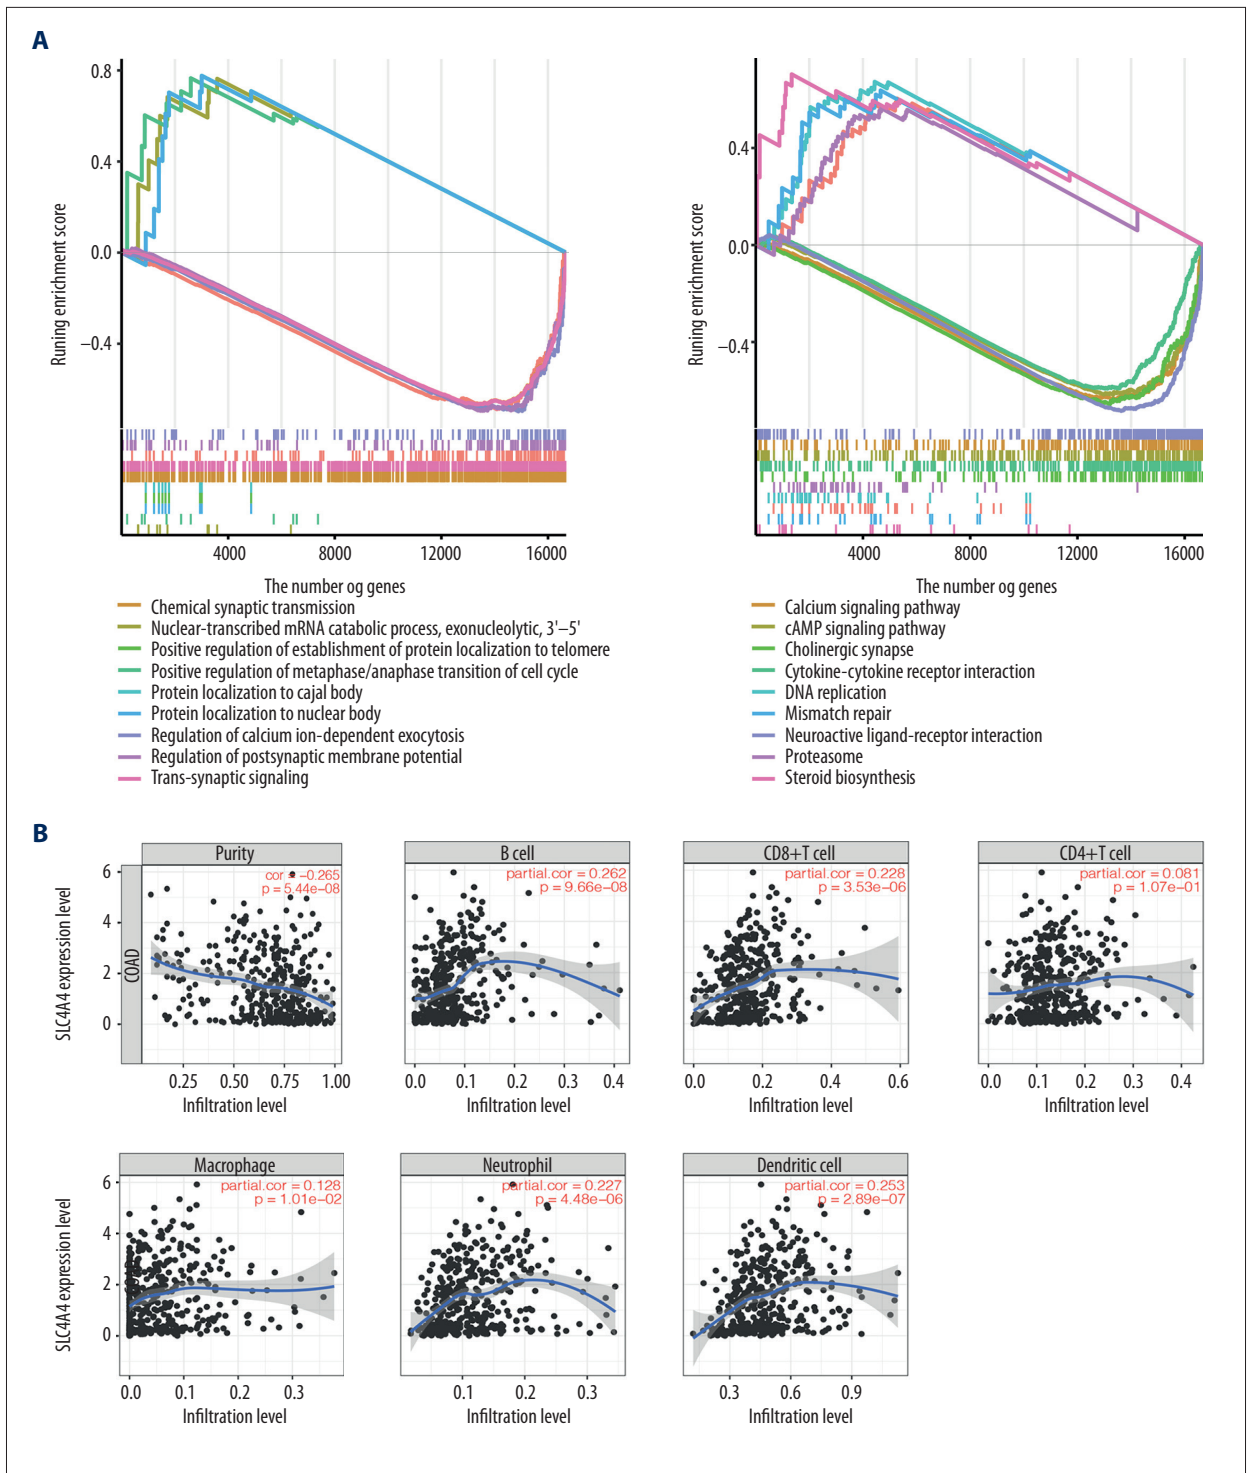 A
0.8
0.4
0.0
−0.4
Runing enrichment score
4000 8000 12000 16000
The number og genes
Chemical synaptic transmission
Nuclear-transcribed mRNA catabolic process, exonucleolytic, 3'–5'
Positive regulation of establishment of protein localization to telomere
Positive regulation of metaphase/anaphase transition of cell cycle
Protein localization to cajal body
Protein localization to nuclear body
Regulation of calcium ion-dependent exocytosis
Regulation of postsynaptic membrane potential
Trans-synaptic signaling
0.4
0.0
−0.4
Runing enrichment score
4000 8000 12000 16000
The number og genes
Calcium signaling pathway
cAMP signaling pathway
Cholinergic synapse
Cytokine-cytokine receptor interaction
DNA replication
Mismatch repair
Neuroactive ligand-receptor interaction
Proteasome
Steroid biosynthesis
B
SLC4A4 expression level
6
4
2
0
COAD
Purity
cor = −0.265
p = 5.44e−08
0.25 0.50 0.75 1.00
Infiltration level
B cell
partial.cor = 0.262
p = 9.66e−08
0.0 0.1 0.2 0.3 0.4
Infiltration level
CD8+T cell
partial.cor = 0.228
p = 3.53e−06
0.0 0.2 0.4 0.6
Infiltration level
CD4+T cell
partial.cor = 0.081
p = 1.07e−01
0.0 0.1 0.2 0.3 0.4
Infiltration level
SLC4A4 expression level
6
4
2
0
Macrophage
partial.cor = 0.128
p = 1.01e−02
0.0 0.1 0.2 0.3
Infiltration level
Neutrophil
partial.cor = 0.227
p = 4.48e−06
0.1 0.2 0.3
Infiltration level
Dendritic cell
partial.cor = 0.253
p = 2.89e−07
0.3 0.6 0.9
Infiltration level